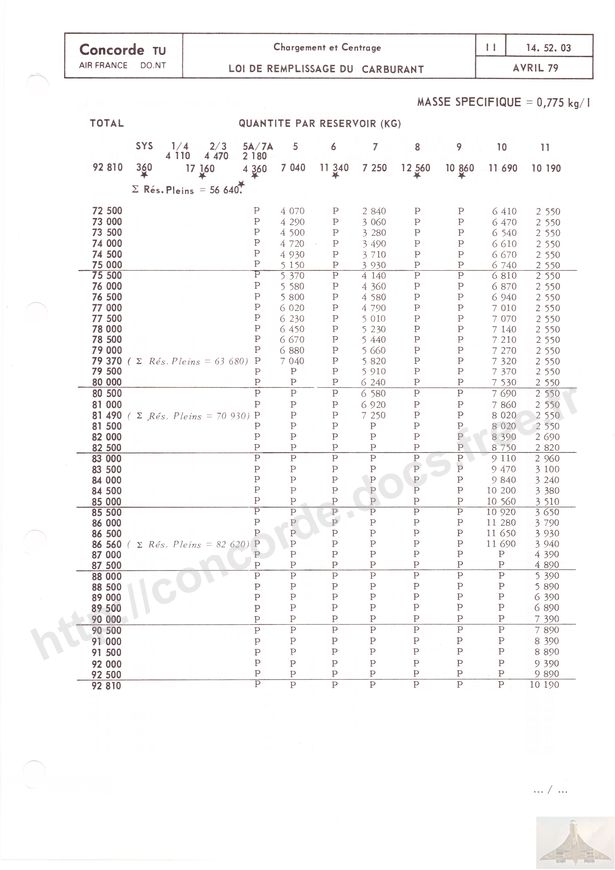 Concorde TU
AIR FRANCE DO.NT
Chargement et Centrage
LOI DE REMPLISSAGE DU CARBURANT
11 14. 52. 03
AVRIL 79
MASSE SPECIFIQUE = 0,775 kg/l
TOTAL QUANTITE PAR RESERVOIR (KG)
SYS 1/4 2/3 5A/7A 5 6 7 8 9 10 11
4 110 4 470 2 180
92 810 360 17 160 4 360 7 040 11 340 7 250 12 560 10 860 11 690 10 190
★ ★ ★ ★ ★ ★
Σ Rés. Pleins = 56 640.★
72 500 P 4 070 P 2 840 P P 6 410 2 550
73 000 P 4 290 P 3 060 P P 6 470 2 550
73 500 P 4 500 P 3 280 P P 6 540 2 550
74 000 P 4 720 P 3 490 P P 6 610 2 550
74 500 P 4 930 P 3 710 P P 6 670 2 550
75 000 P 5 150 P 3 930 P P 6 740 2 550
75 500 P 5 370 P 4 140 P P 6 810 2 550
76 000 P 5 580 P 4 360 P P 6 870 2 550
76 500 P 5 800 P 4 580 P P 6 940 2 550
77 000 P 6 020 P 4 790 P P 7 010 2 550
77 500 P 6 230 P 5 010 P P 7 070 2 550
78 000 P 6 450 P 5 230 P P 7 140 2 550
78 500 P 6 670 P 5 440 P P 7 210 2 550
79 000 P 6 880 P 5 660 P P 7 270 2 550
79 370 ( Σ Rés. Pleins = 63 680) P 7 040 P 5 820 P P 7 320 2 550
79 500 P P P 5 910 P P 7 370 2 550
80 000 P P P 6 240 P P 7 530 2 550
80 500 P P P 6 580 P P 7 690 2 550
81 000 P P P 6 920 P P 7 860 2 550
81 490 ( Σ Rés. Pleins = 70 930) P P P 7 250 P P 8 020 2 550
81 500 P P P P P P 8 020 2 550
82 000 P P P P P P 8 390 2 690
82 500 P P P P P P 8 750 2 820
83 000 P P P P P P 9 110 2 960
83 500 P P P P P P 9 470 3 100
84 000 P P P P P P 9 840 3 240
84 500 P P P P P P 10 200 3 380
85 000 P P P P P P 10 560 3 510
85 500 P P P P P P 10 920 3 650
86 000 P P P P P P 11 280 3 790
86 500 P P P P P P 11 650 3 930
86 560 ( Σ Rés. Pleins = 82 620) P P P P P P 11 690 3 940
87 000 P P P P P P P 4 390
87 500 P P P P P P P 4 890
88 000 P P P P P P P 5 390
88 500 P P P P P P P 5 890
89 000 P P P P P P P 6 390
89 500 P P P P P P P 6 890
90 000 P P P P P P P 7 390
90 500 P P P P P P P 7 890
91 000 P P P P P P P 8 390
91 500 P P P P P P P 8 890
92 000 P P P P P P P 9 390
92 500 P P P P P P P 9 890
92 810 P P P P P P P 10 190
http://concorde.docs.free.fr
... / ...